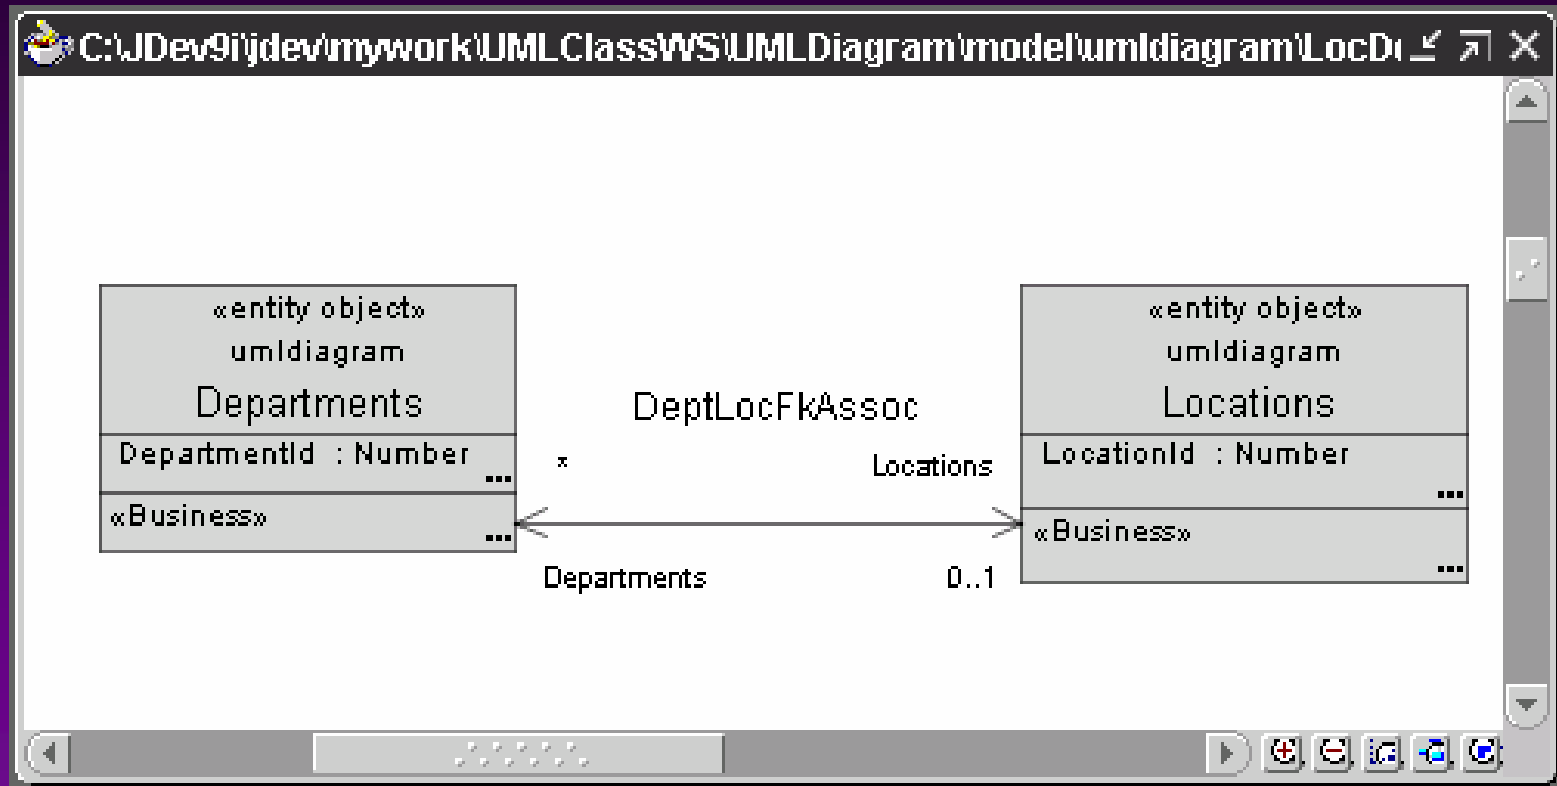 C:\JDev9i\jdev\mywork\UMLClassWS\UMLDiagram\model\umldiagram\LocD
«entity object»
umldiagram
Departments
DepartmentId : Number
...
«Business»
...
DeptLocFkAssoc
*
Locations
Departments
0..1
«entity object»
umldiagram
Locations
LocationId : Number
...
«Business»
...